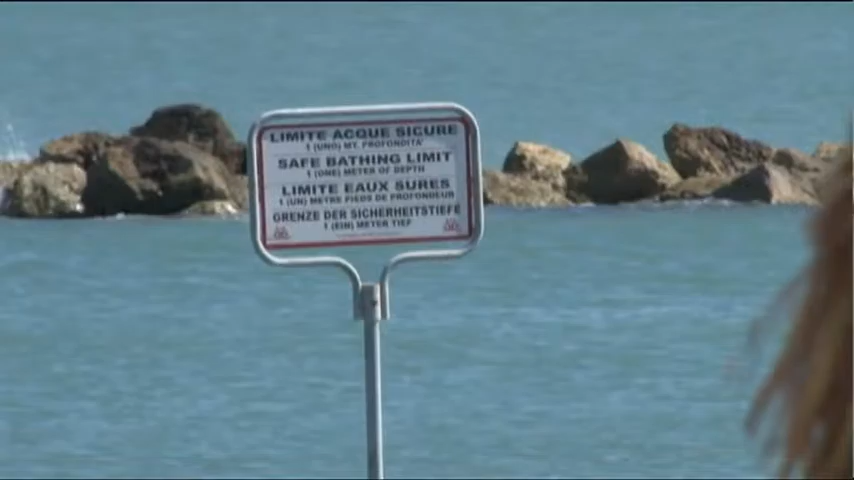 LIMITE ACQUE SICURE
1 (UNO) MT. PROFONDITA'
SAFE BATHING LIMIT
1 (ONE) METER OF DEPTH
LIMITE EAUX SURES
1 (UN) METRE PIEDS DE PROFONDEUR
GRENZE DER SICHERHEITSTIEFE
1 (EIN) METER TIEF